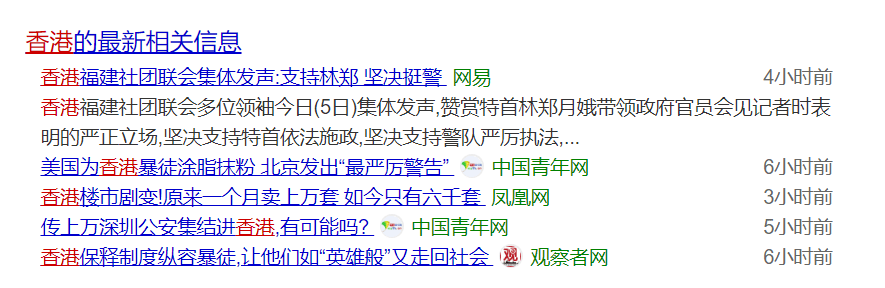 香港的最新相关信息
香港福建社团联会集体发声:支持林郑 坚决挺警 网易 4小时前
香港福建社团联会多位领袖今日(5日)集体发声,赞赏特首林郑月娥带领政府官员会见记者时表
明的严正立场,坚决支持特首依法施政,坚决支持警队严厉执法,...
美国为香港暴徒涂脂抹粉 北京发出“最严厉警告” 中国青年网 6小时前
香港楼市剧变!原来一个月卖上万套 如今只有六千套 凤凰网 3小时前
传上万深圳公安集结进香港,有可能吗? 中国青年网 5小时前
香港保释制度纵容暴徒,让他们如“英雄般”又走回社会 观 观察者网 6小时前